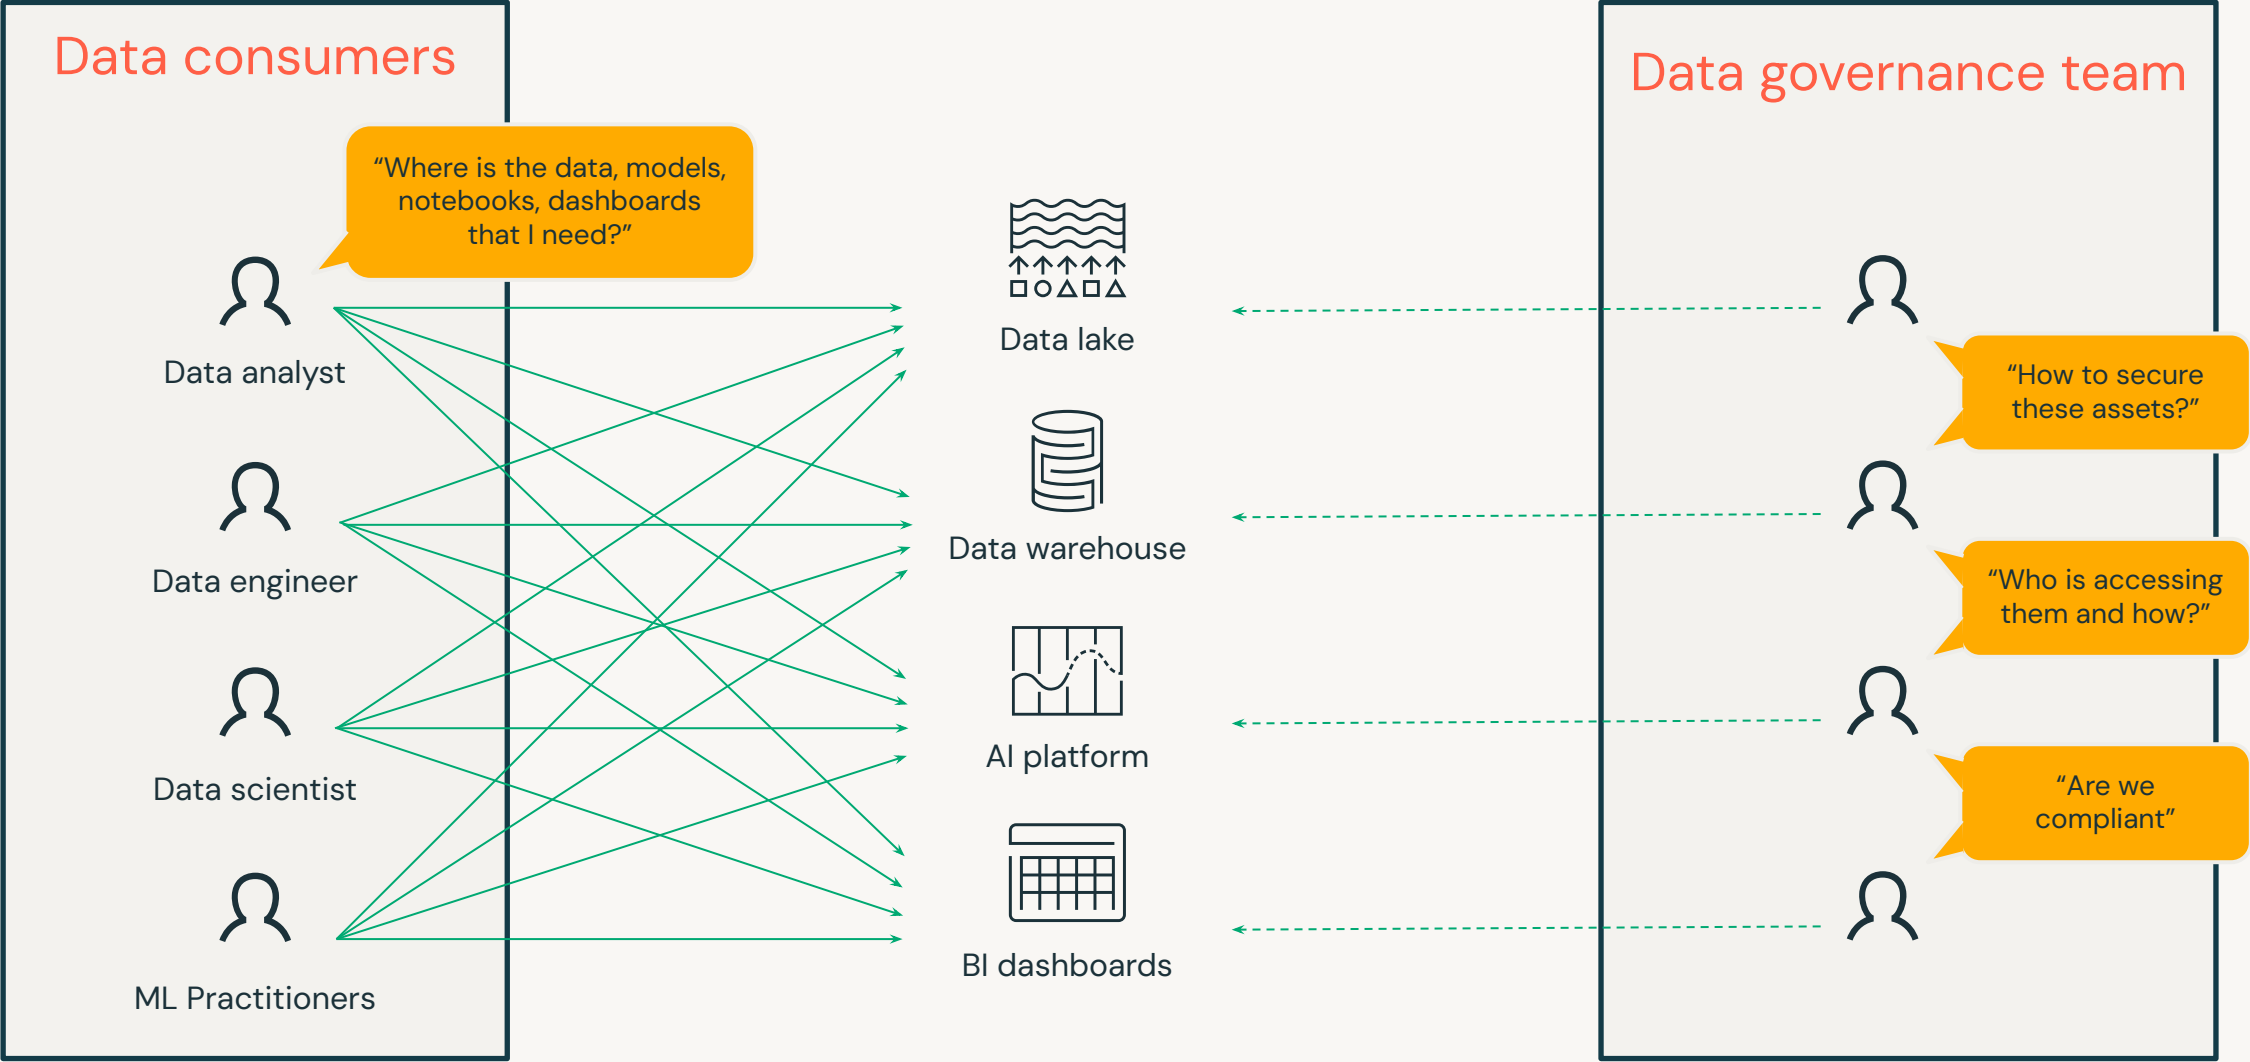 Data consumers
“Where is the data, models,
notebooks, dashboards
that I need?”
Data analyst
Data engineer
Data scientist
ML Practitioners
Data lake
Data warehouse
AI platform
BI dashboards
Data governance team
“How to secure
these assets?”
“Who is accessing
them and how?”
“Are we
compliant”